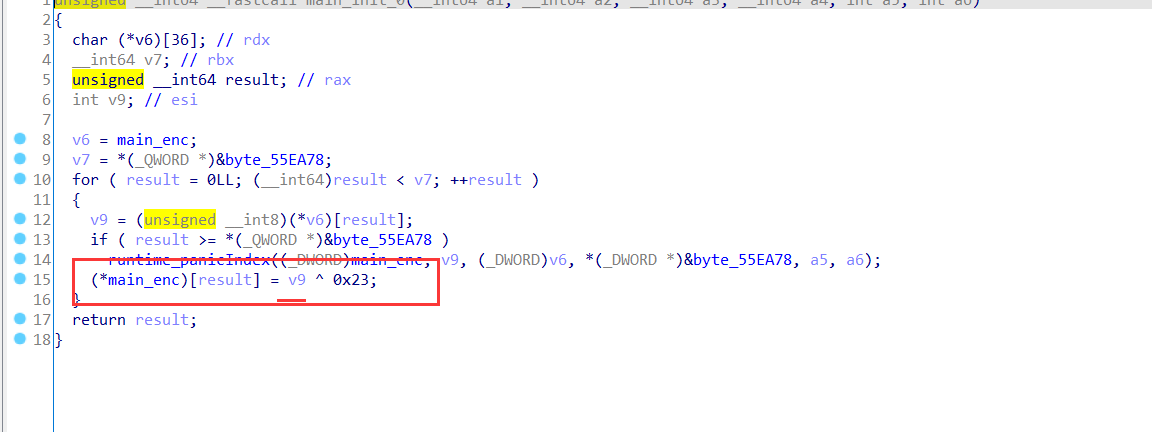 1 unsigned __int64 __fastcall main_init_0(__int64 a1, __int64 a2, __int64 a3, __int64 a4, int a5, int a6)
2 {
3 char (*v6)[36]; // rdx
4 __int64 v7; // rbx
5 unsigned __int64 result; // rax
6 int v9; // esi
7
8 v6 = main_enc;
9 v7 = *(_QWORD *)&byte_55EA78;
10 for ( result = 0LL; (__int64)result < v7; ++result )
11 {
12 v9 = (unsigned __int8)(*v6)[result];
13 if ( result >= *(_QWORD *)&byte_55EA78 )
14 runtime_panicIndex((_DWORD)main_enc, v9, (_DWORD)v6, *(_DWORD *)&byte_55EA78, a5, a6);
15 (*main_enc)[result] = v9 ^ 0x23;
16 }
17 return result;
18 }